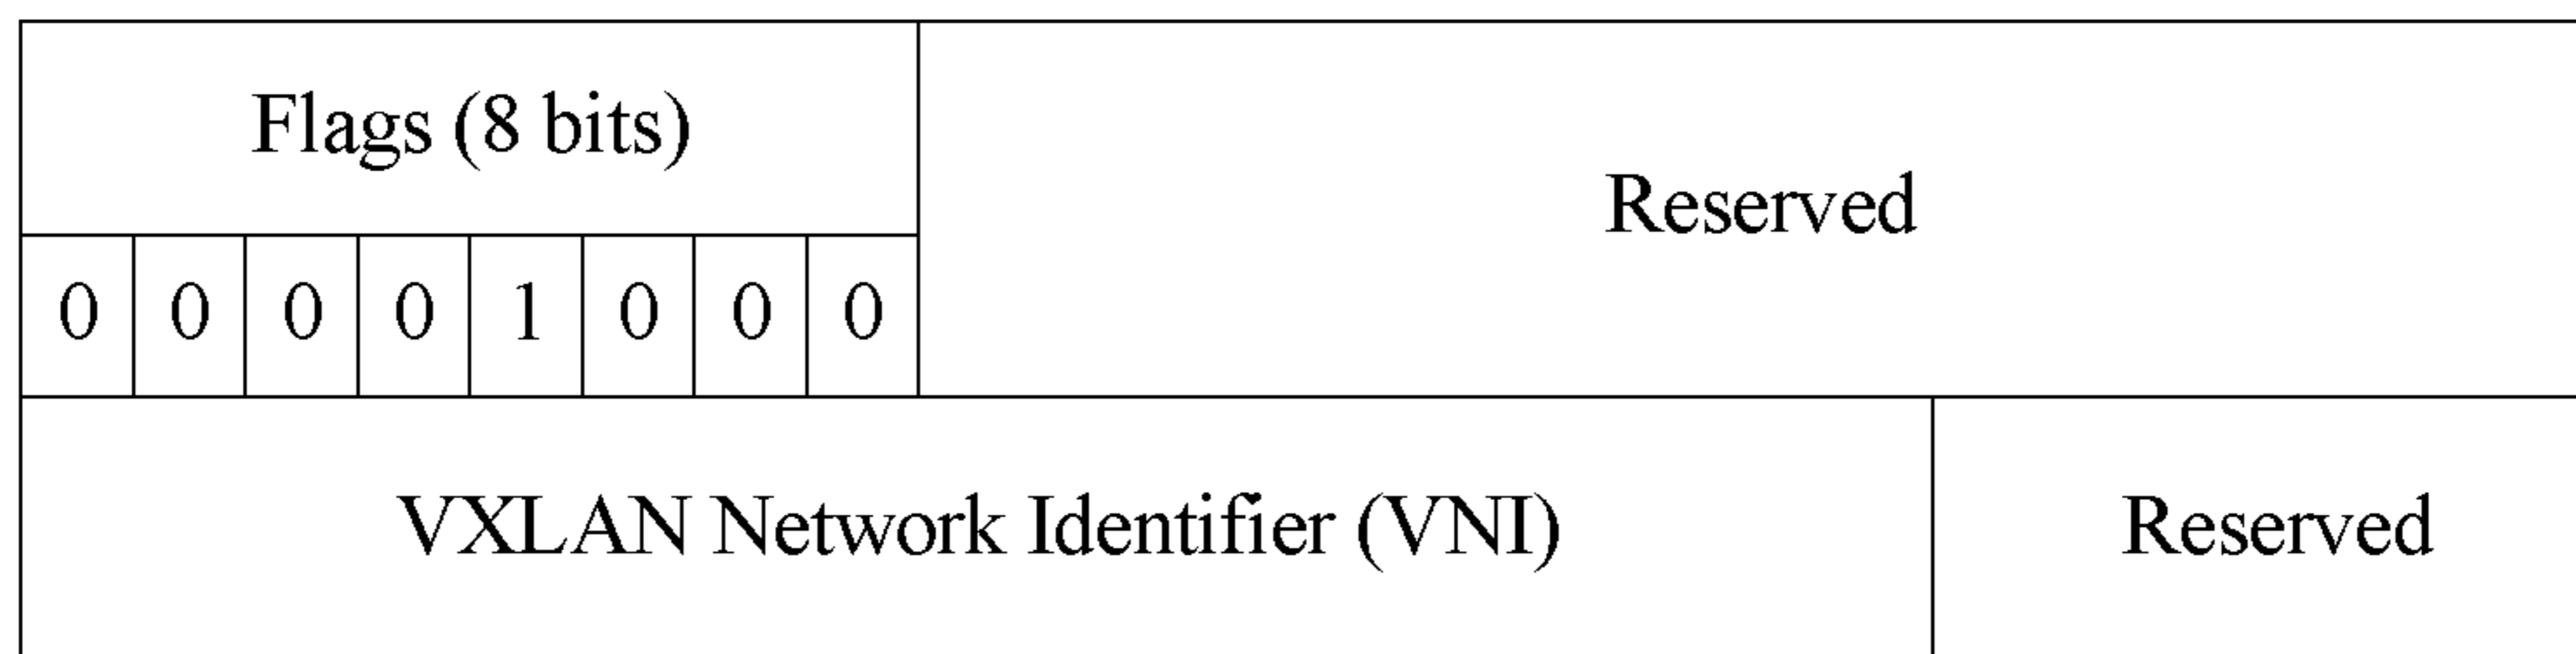 Flags (8 bits)
Reserved
0 0 0 0 1 0 0 0
VXLAN Network Identifier (VNI)
Reserved